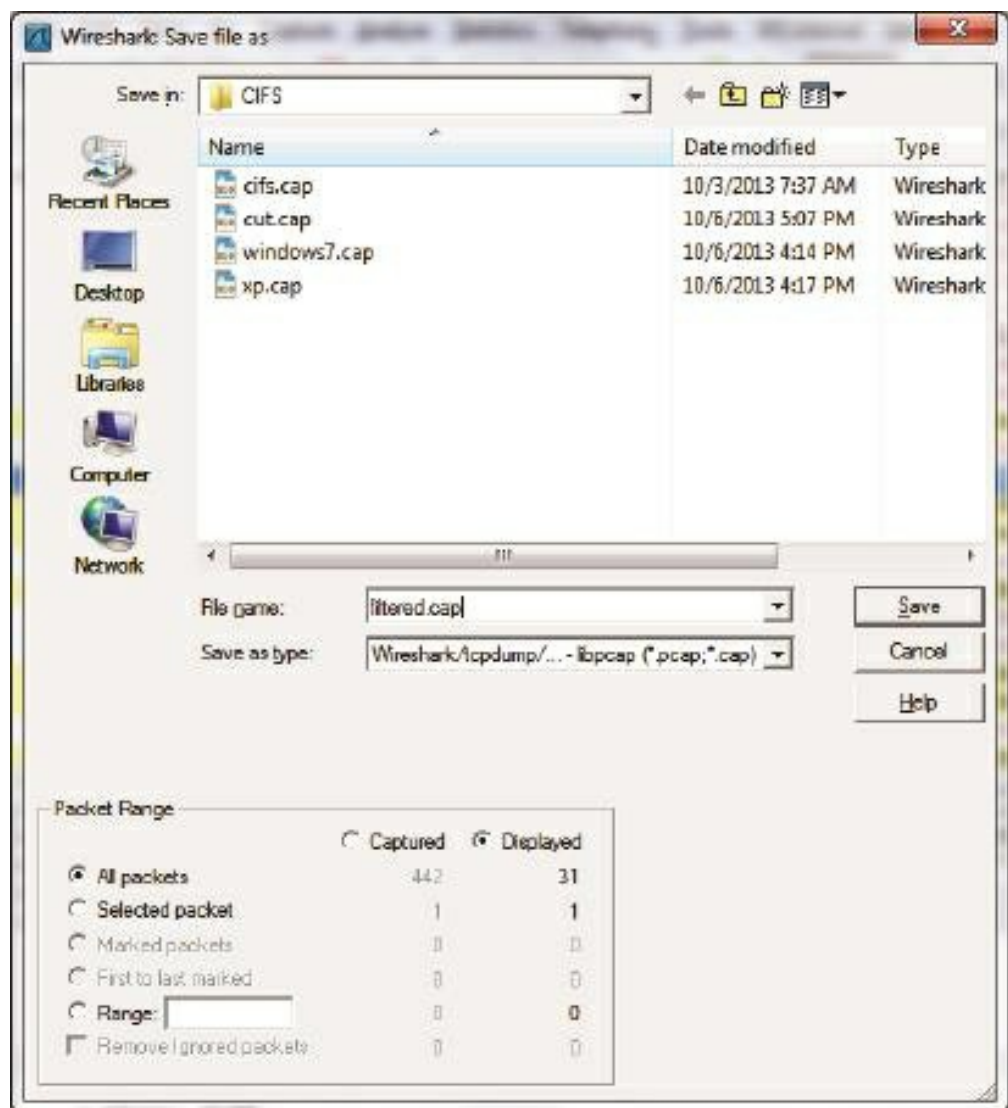 Wireshark: Save file as
Save in: CIFS
Name Date modified Type
cifs.cap 10/3/2013 7:37 AM Wireshark
cut.cap 10/6/2013 5:07 PM Wireshark
windows7.cap 10/6/2013 4:14 PM Wireshark
xp.cap 10/6/2013 4:17 PM Wireshark
Recent Places
Desktop
Libraries
Computer
Network
File name: filtered.cap Save
Save as type: Wireshark/tcpdump/... - libpcap (*.pcap;*.cap) Cancel
Help
Packet Range
Captured Displayed
All packets 442 31
Selected packet 1 1
Marked packets 0 0
First to last marked 0 0
Range: 0 0
Remove Ignored packets 0 0